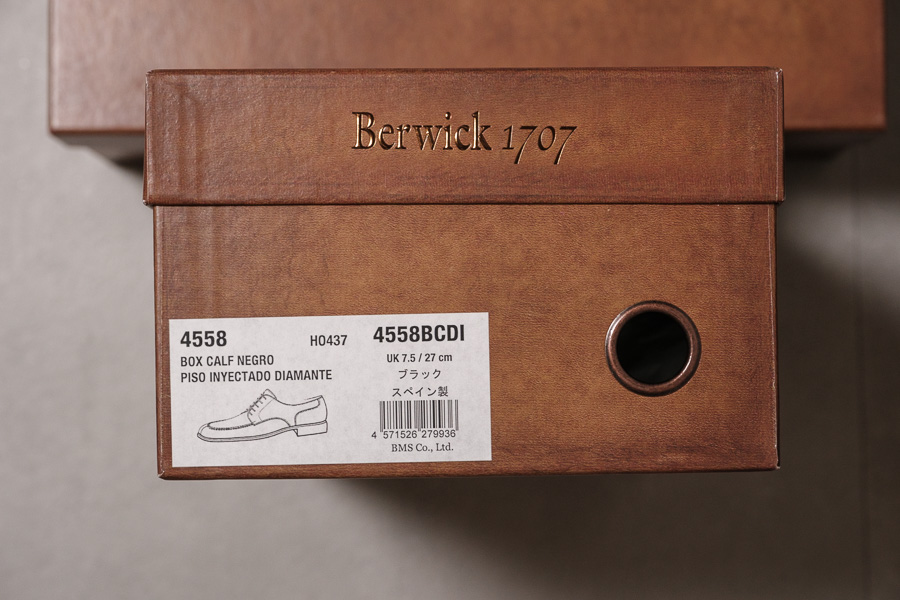 Berwick 1707
4558
HO437
4558BCDI
BOX CALF NEGRO
PISO INYECTADO DIAMANTE
UK 7.5 / 27 cm
ブラック
スペイン製
4 571526 279936
BMS Co., Ltd.